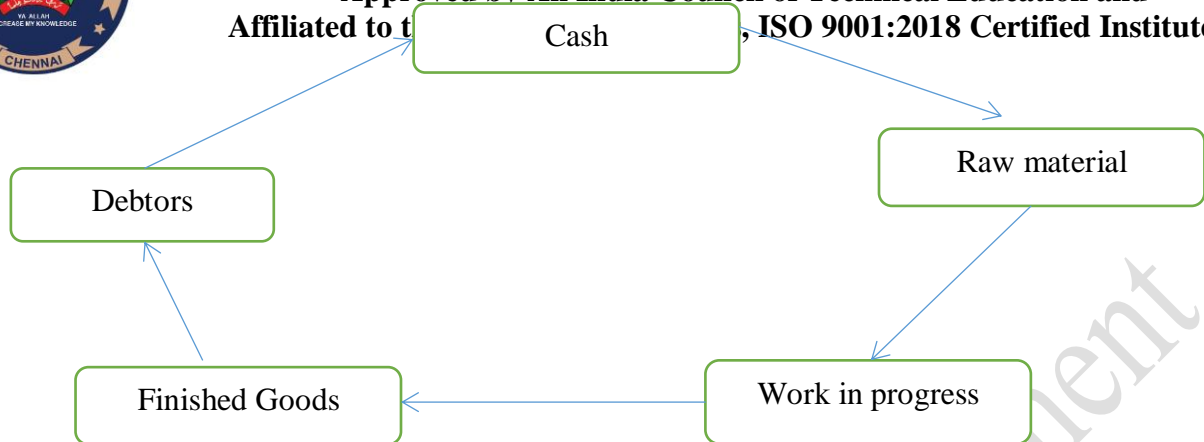 YA ALLAH
CREASE MY KNOWLEDGE
CHENNAI
Affiliated to t
, ISO 9001:2018 Certified Institut
Cash
Raw material
Debtors
Finished Goods
Work in progress